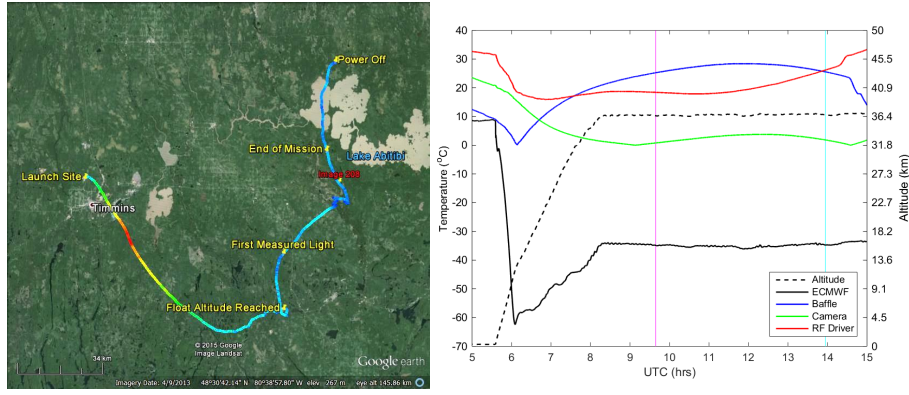 Power Off
End of Mission
Lake Abitibi
Image 208
Launch Site
Timmins
First Measured Light
Float Altitude Reached
© 2015 Google
Image Landsat
34 km
Google earth
Imagery Date: 4/9/2013 48°30'42.14" N 80°38'57.80" W elev 267 m eye alt 145.86 km
40
30
20
10
0
-10
-20
-30
-40
-50
-60
-70
Temperature (°C)
50
45.5
40.9
36.4
31.8
27.3
22.7
18.2
13.6
9.1
4.5
0
Altitude (km)
Altitude
ECMWF
Baffle
Camera
RF Driver
5 6 7 8 9 10 11 12 13 14 15
UTC (hrs)